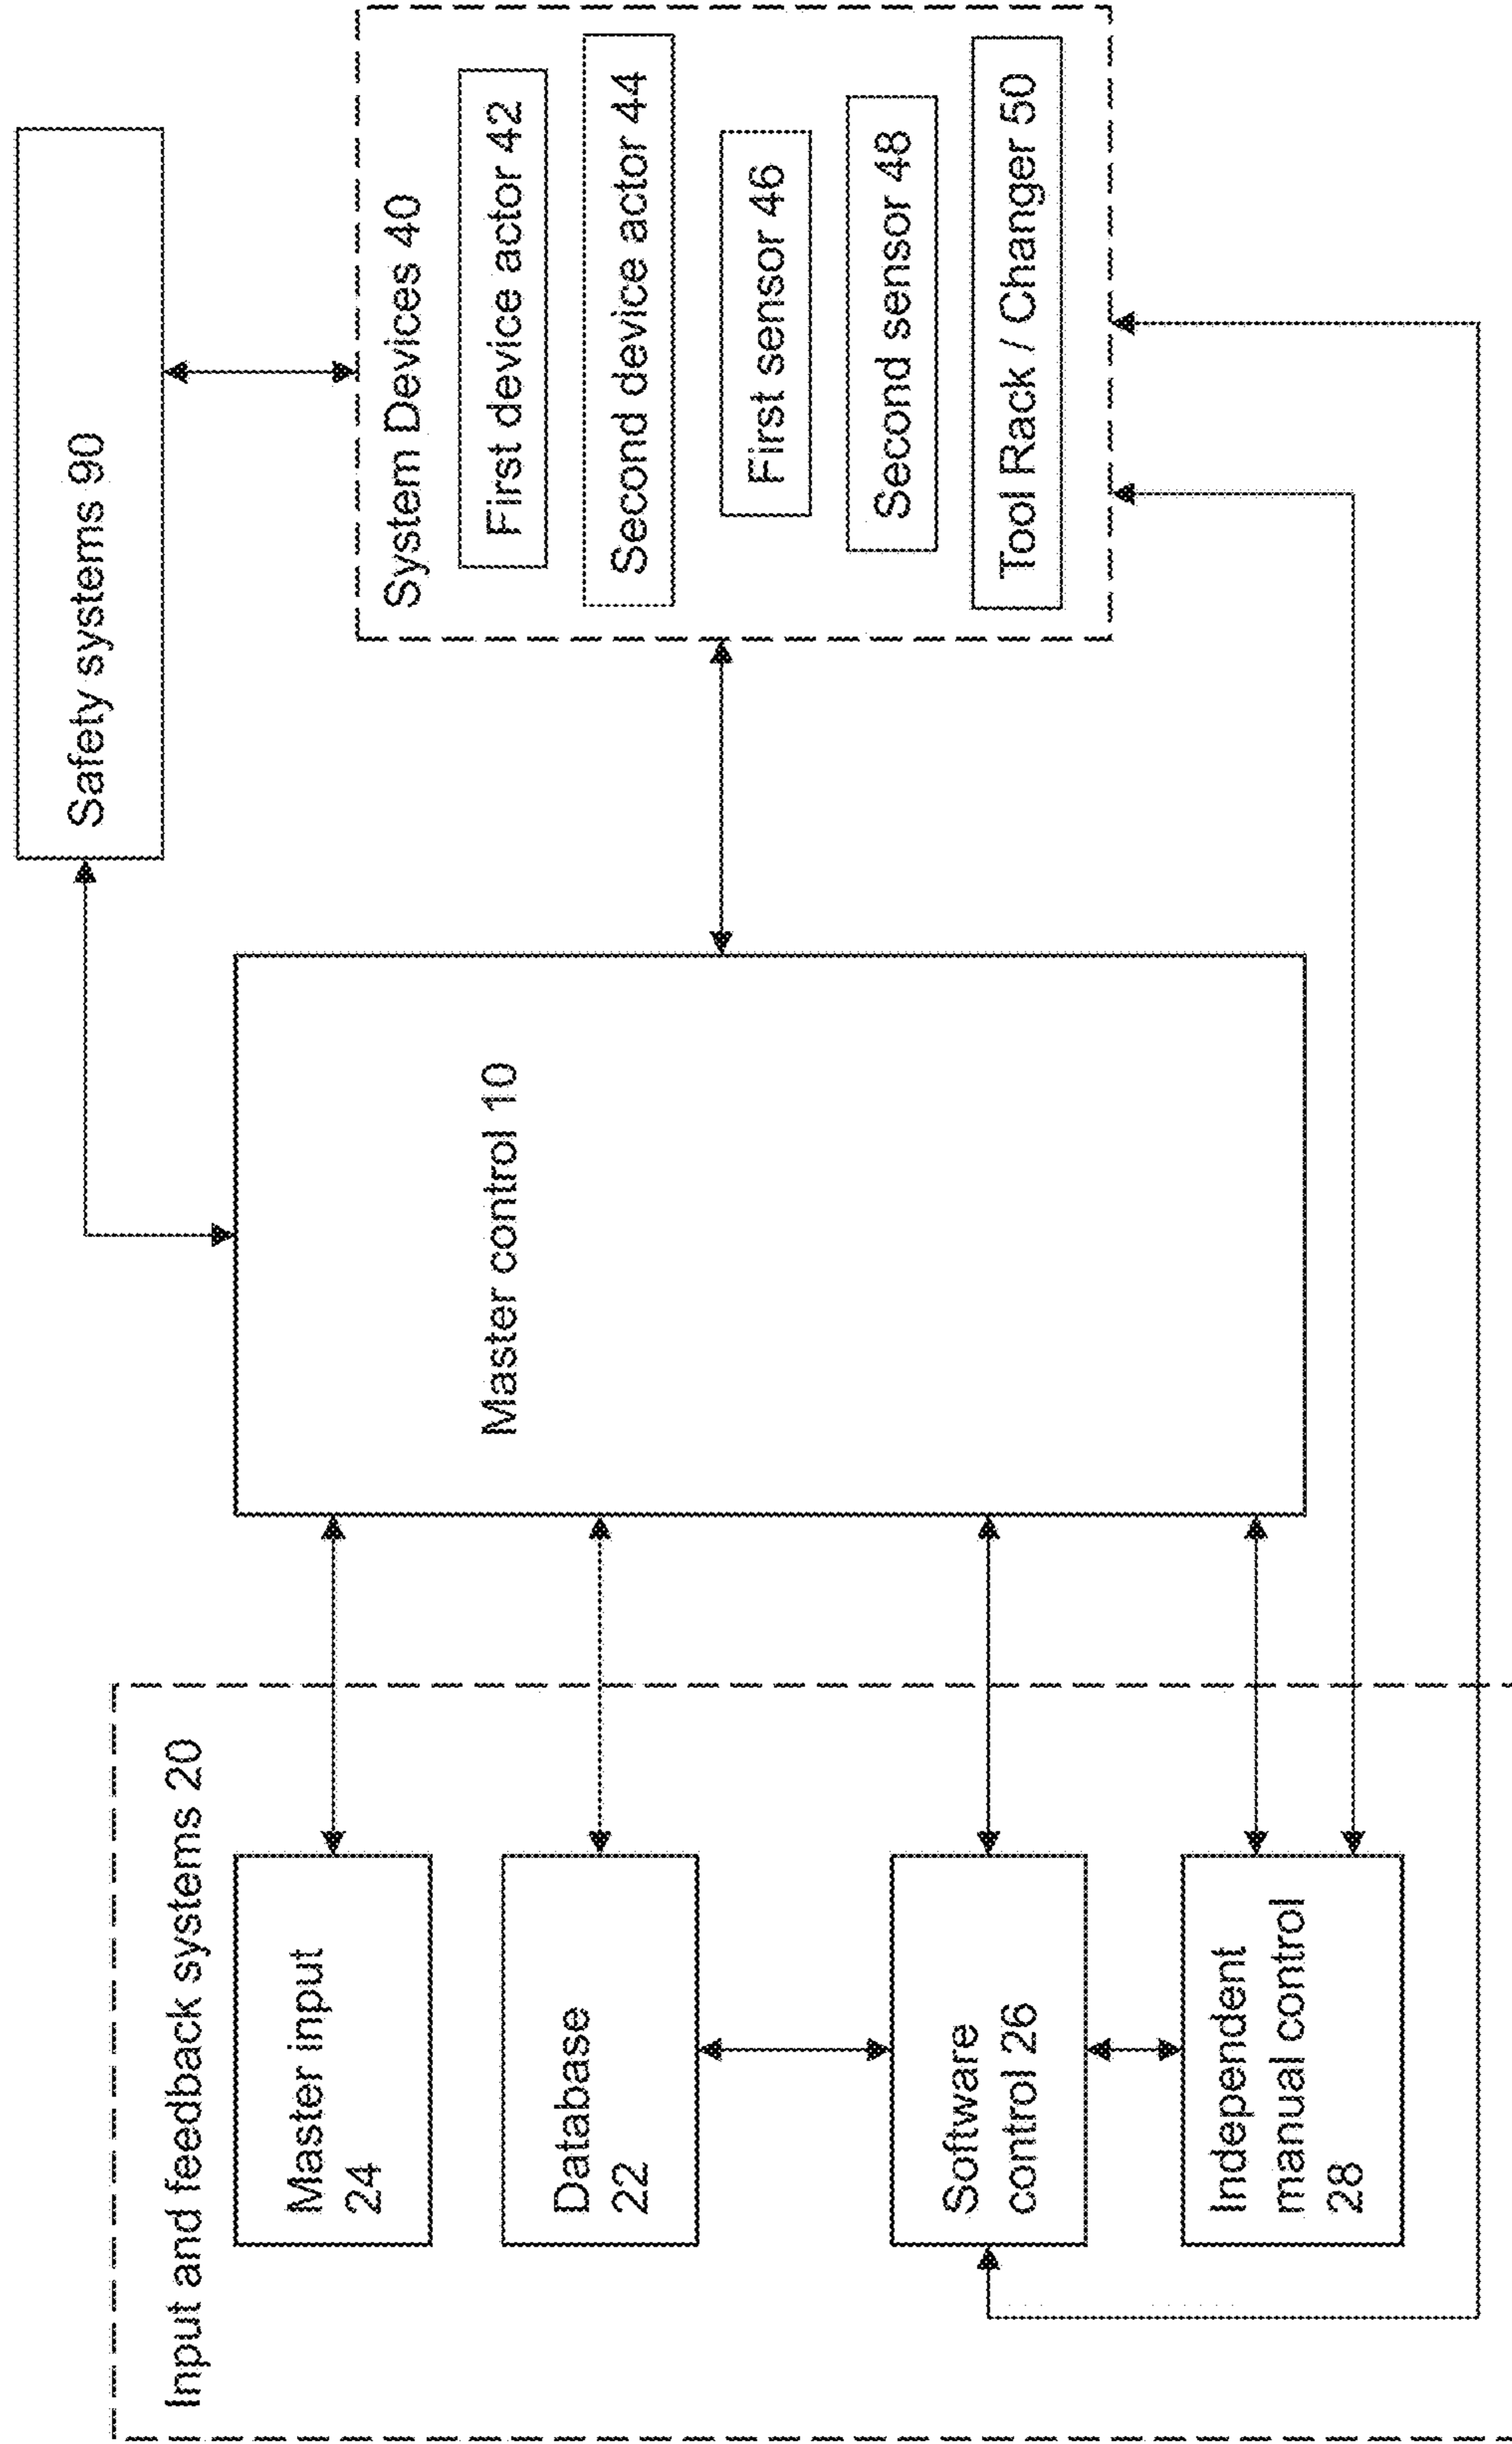 Input and feedback systems 20
Master input
24
Database
22
Software
control 26
Independent
manual control
28
Master control 10
Safety systems 90
System Devices 40
First device actor 42
Second device actor 44
First sensor 46
Second sensor 48
Tool Rack / Changer 50